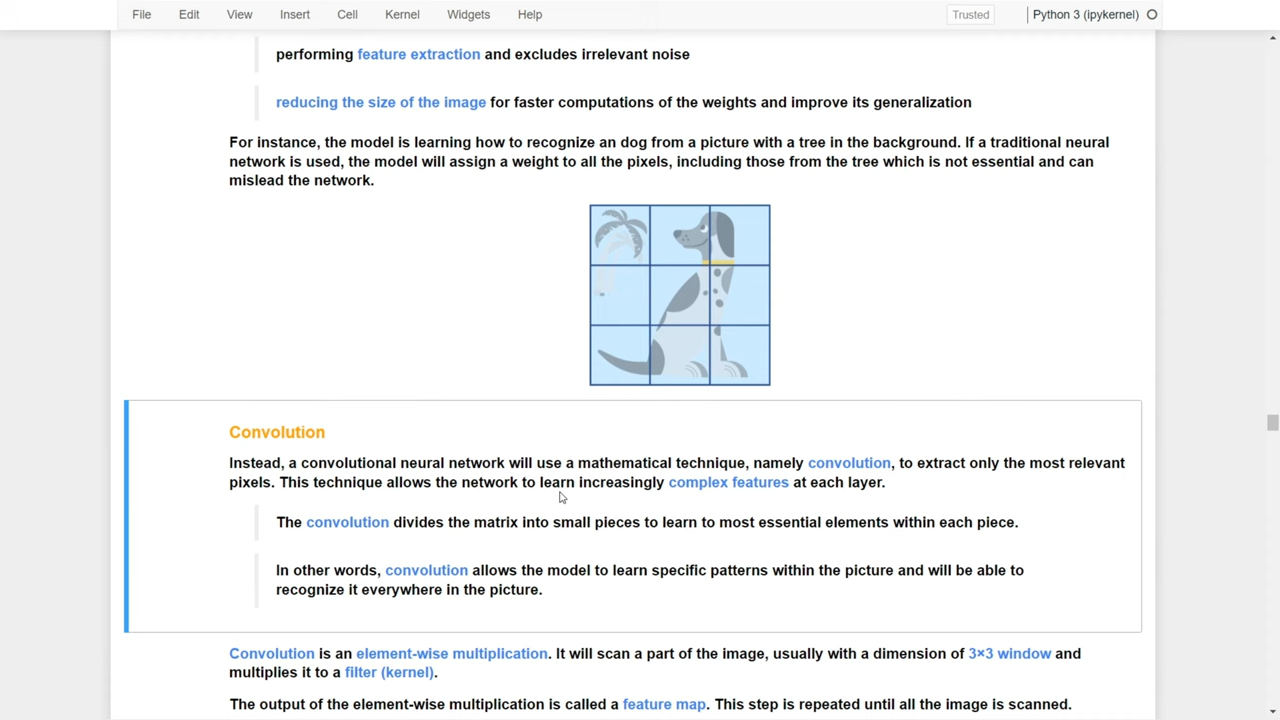 File Edit View Insert Cell Kernel Widgets Help Trusted Python 3 (ipykernel)
performing feature extraction and excludes irrelevant noise
reducing the size of the image for faster computations of the weights and improve its generalization
For instance, the model is learning how to recognize an dog from a picture with a tree in the background. If a traditional neural
network is used, the model will assign a weight to all the pixels, including those from the tree which is not essential and can
mislead the network.
Convolution
Instead, a convolutional neural network will use a mathematical technique, namely convolution, to extract only the most relevant
pixels. This technique allows the network to learn increasingly complex features at each layer.
The convolution divides the matrix into small pieces to learn to most essential elements within each piece.
In other words, convolution allows the model to learn specific patterns within the picture and will be able to
recognize it everywhere in the picture.
Convolution is an element-wise multiplication. It will scan a part of the image, usually with a dimension of 3×3 window and
multiplies it to a filter (kernel).
The output of the element-wise multiplication is called a feature map. This step is repeated until all the image is scanned.